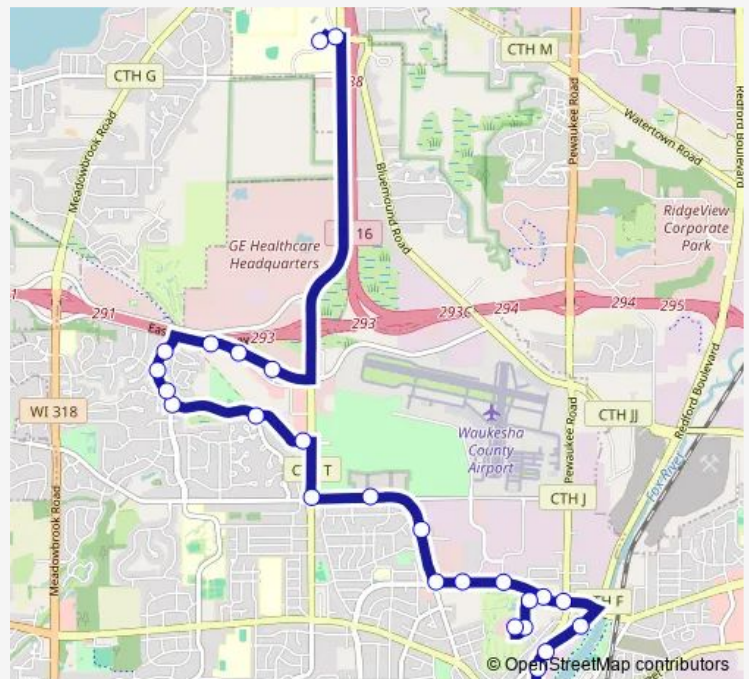 CTH M
CTH G
Pewaukee Road
Redford Boulevard
Meadowbrook Road
Watertown Road
Bluemound Road
RidgeView
Corporate
Park
16
GE Healthcare
Headquarters
291
293
293
293C
294
294
295
WI 318
CTH JJ
Redford Boulevard
Pewaukee Road
Waukesha
County
Airport
Fox River
CTH J
Meadowbrook Road
© OpenStreetMap contributors